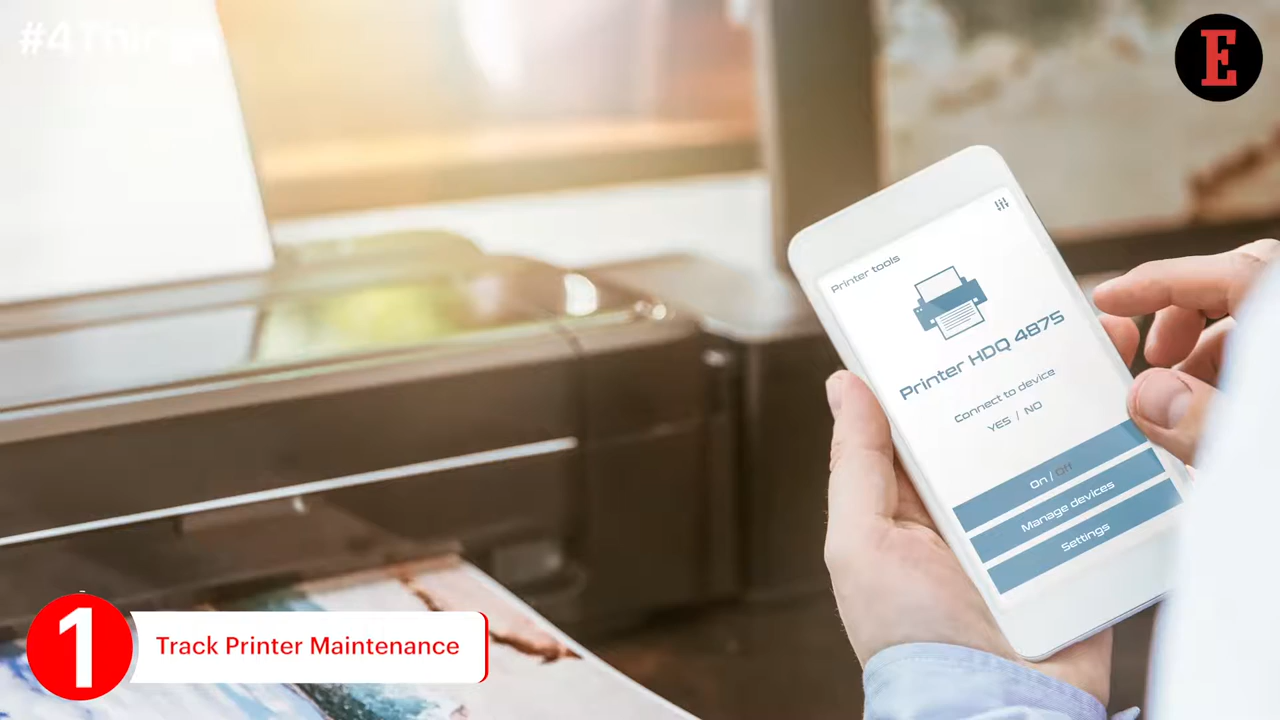 E
Printer tools
Printer HDQ 4875
Connect to device
YES / NO
On / Off
Manage devices
Settings
1
Track Printer Maintenance